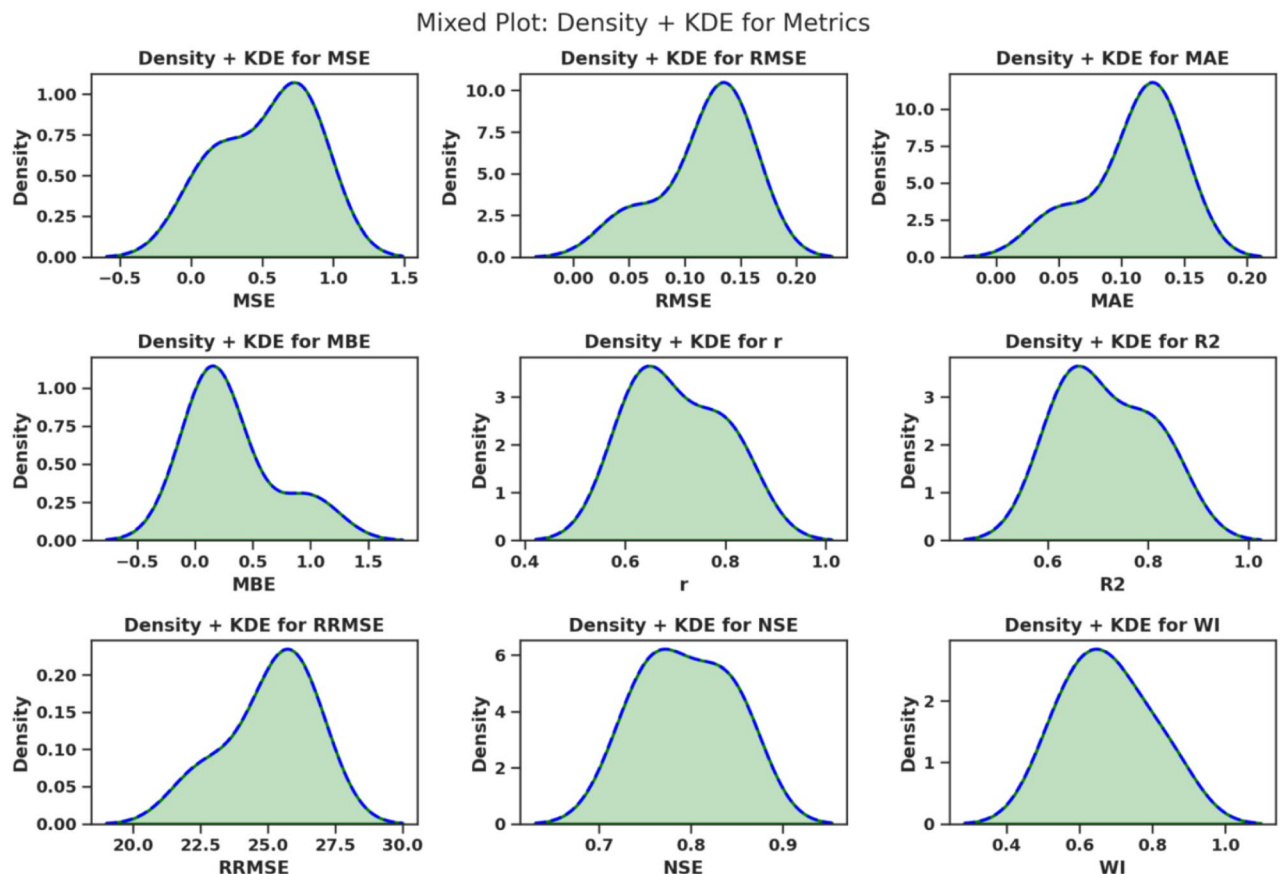 Mixed Plot: Density + KDE for Metrics
Density + KDE for MSE
Density
1.00
0.75
0.50
0.25
0.00
−0.5 0.0 0.5 1.0 1.5
MSE
Density + KDE for RMSE
Density
10.0
7.5
5.0
2.5
0.0
0.00 0.05 0.10 0.15 0.20
RMSE
Density + KDE for MAE
Density
10.0
7.5
5.0
2.5
0.0
0.00 0.05 0.10 0.15 0.20
MAE
Density + KDE for MBE
Density
1.00
0.75
0.50
0.25
0.00
−0.5 0.0 0.5 1.0 1.5
MBE
Density + KDE for r
Density
3
2
1
0
0.4 0.6 0.8 1.0
r
Density + KDE for R2
Density
3
2
1
0
0.6 0.8 1.0
R2
Density + KDE for RRMSE
Density
0.20
0.15
0.10
0.05
0.00
20.0 22.5 25.0 27.5 30.0
RRMSE
Density + KDE for NSE
Density
6
4
2
0
0.7 0.8 0.9
NSE
Density + KDE for WI
Density
2
1
0
0.4 0.6 0.8 1.0
WI